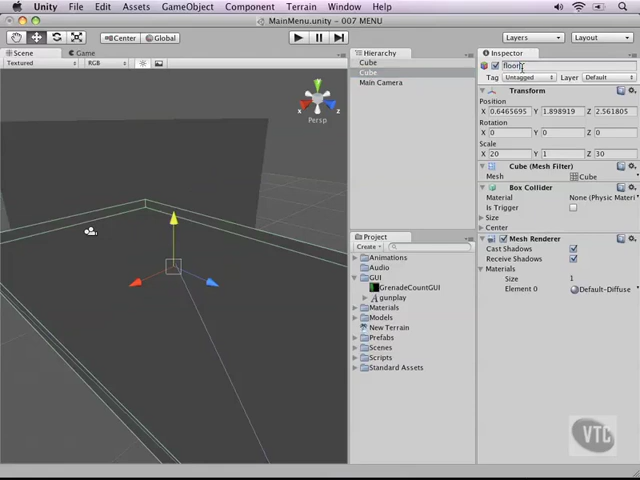 Unity File Edit Assets GameObject Component Terrain Window Help
MainMenu.unity - 007 MENU
Center Global Layers Layout
Scene Game
Textured RGB
x z
Persp
Hierarchy
Cube
Cube
Main Camera
Project
Create
Animations
Audio
GUI
GrenadeCountGUI
gunplay
Materials
Models
New Terrain
Prefabs
Scenes
Scripts
Standard Assets
Inspector
floor
Tag Untagged Layer Default
Transform
Position
X 0.6465695 Y 1.898919 Z 2.561805
Rotation
X 0 Y 0 Z 0
Scale
X 20 Y 1 Z 30
Cube (Mesh Filter)
Mesh Cube
Box Collider
Material None (Physic Materi
Is Trigger
Size
Center
Mesh Renderer
Cast Shadows
Receive Shadows
Materials
Size 1
Element 0 Default-Diffuse
VTC